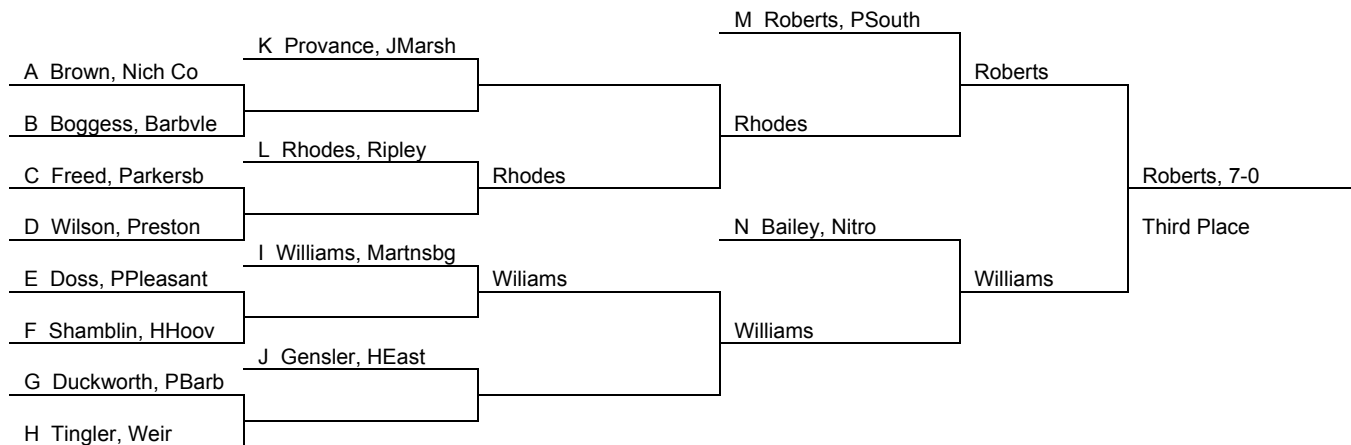 M Roberts, PSouth
K Provance, JMarsh
A Brown, Nich Co
Roberts
B Boggess, Barbvle
Rhodes
L Rhodes, Ripley
C Freed, Parkersb
Rhodes
Roberts, 7-0
D Wilson, Preston
N Bailey, Nitro
Third Place
I Williams, Martnsbg
E Doss, PPleasant
Wiliams
Williams
F Shamblin, HHoov
Williams
J Gensler, HEast
G Duckworth, PBarb
H Tingler, Weir